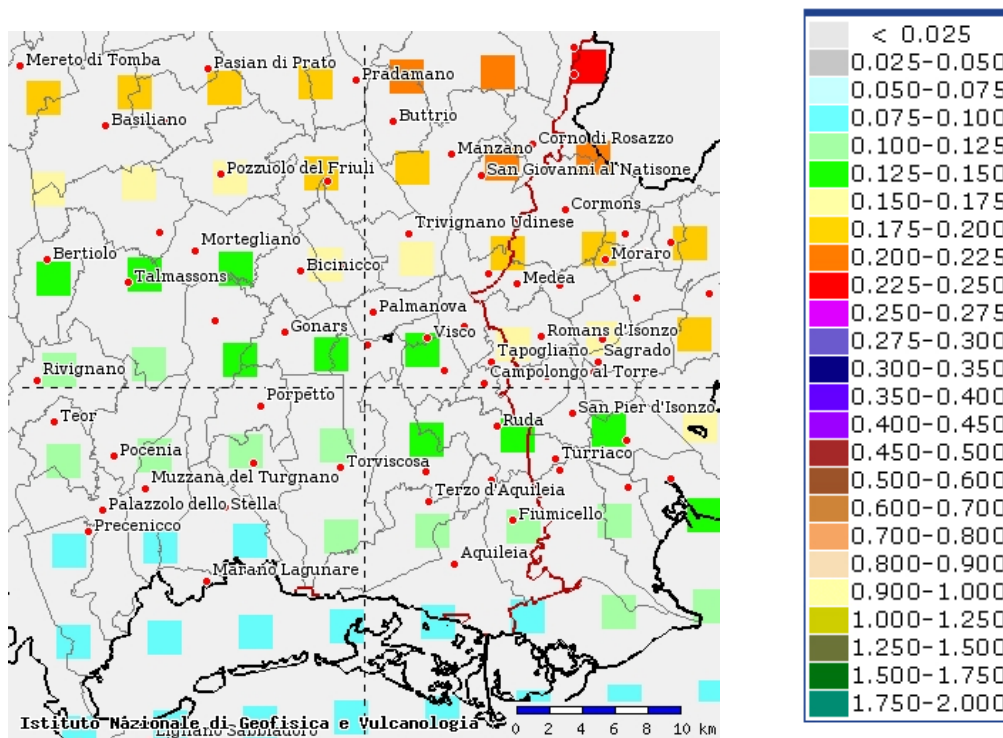 Mereto di Tomba
Pasian di Prato
Pradamano
Basiliano
Buttrio
Corno di Rosazzo
Manzano
Pozzuolo del Friuli
San Giovanni al Natisone
Cormons
Trivignano Udinese
Mortegliano
Bertiolo
Moraro
Bicinicco
Talmassons
Medea
Palmanova
Gonars
Visco
Romans d'Isonzo
Tapogliano
Sagrado
Rivignano
Campolongo al Torre
Porpetto
San Pier d'Isonzo
Teor
Ruda
Pocenia
Turriaco
Torviscosa
Muzzana del Turgnano
Terzo d'Aquileia
Palazzolo dello Stella
Fiumicello
Precenicco
Aquileia
Marano Lagunare
Istituto Nazionale di Geofisica e Vulcanologia
Lignano Sabbiadoro
0 2 4 6 8 10 km
< 0.025
0.025-0.050
0.050-0.075
0.075-0.100
0.100-0.125
0.125-0.150
0.150-0.175
0.175-0.200
0.200-0.225
0.225-0.250
0.250-0.275
0.275-0.300
0.300-0.350
0.350-0.400
0.400-0.450
0.450-0.500
0.500-0.600
0.600-0.700
0.700-0.800
0.800-0.900
0.900-1.000
1.000-1.250
1.250-1.500
1.500-1.750
1.750-2.000